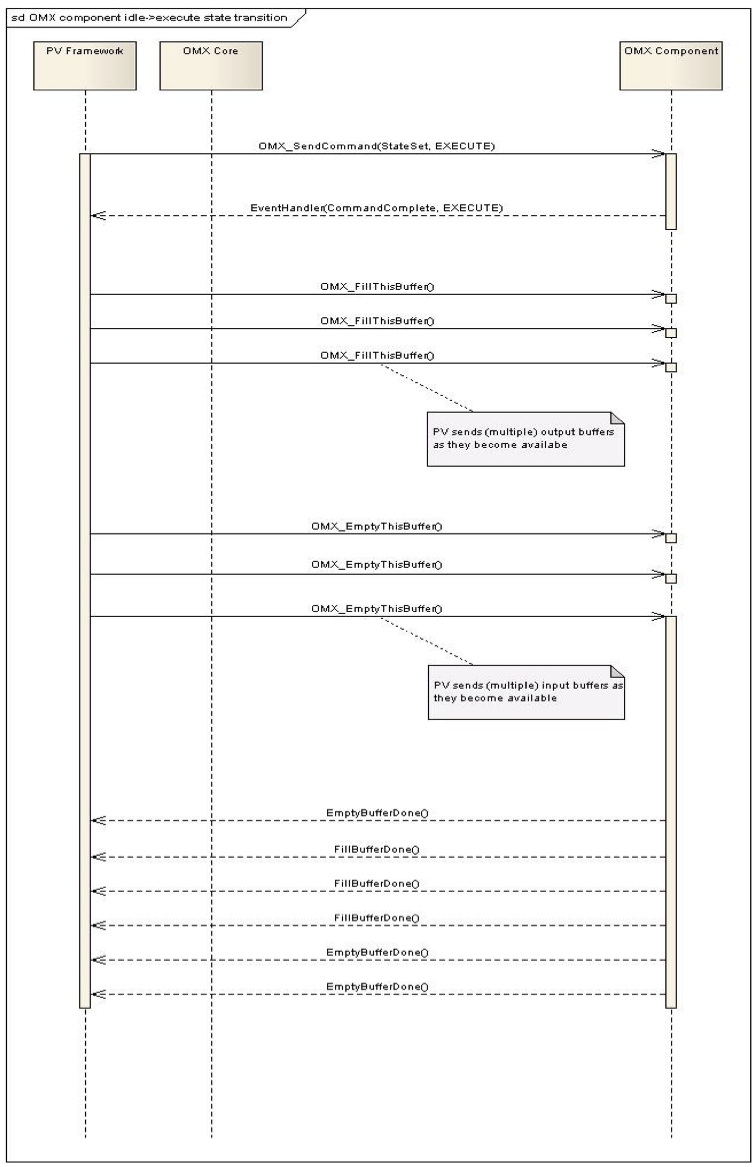 sd OMX component idle->execute state transition
PV Framework
OMX Core
OMX Component
OMX_SendCommand(StateSet, EXECUTE)
EventHandler(CommandComplete, EXECUTE)
OMX_FillThisBuffer()
OMX_FillThisBuffer()
OMX_FillThisBuffer()
PV sends (multiple) output buffers
as they become availabe
OMX_EmptyThisBuffer()
OMX_EmptyThisBuffer()
OMX_EmptyThisBuffer()
PV sends (multiple) input buffers as
they become available
EmptyBufferDone()
FillBufferDone()
FillBufferDone()
FillBufferDone()
EmptyBufferDone()
EmptyBufferDone()